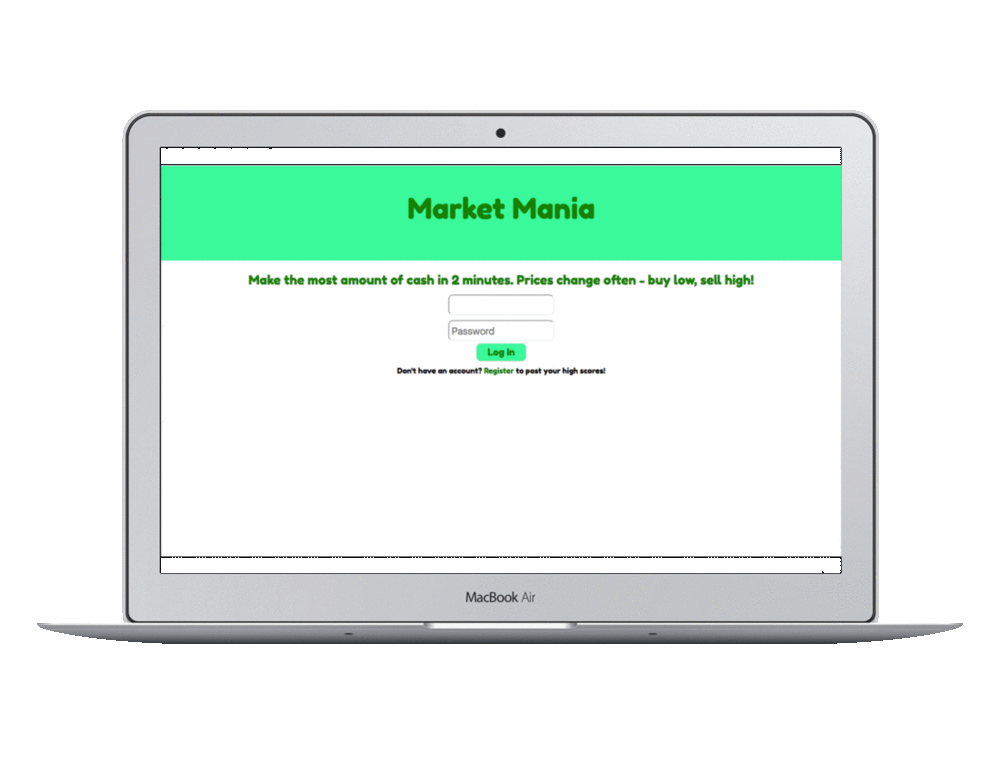 Market Mania
Make the most amount of cash in 2 minutes. Prices change often - buy low, sell high!
Password
Log In
Don't have an account? Register to post your high scores!
MacBook Air